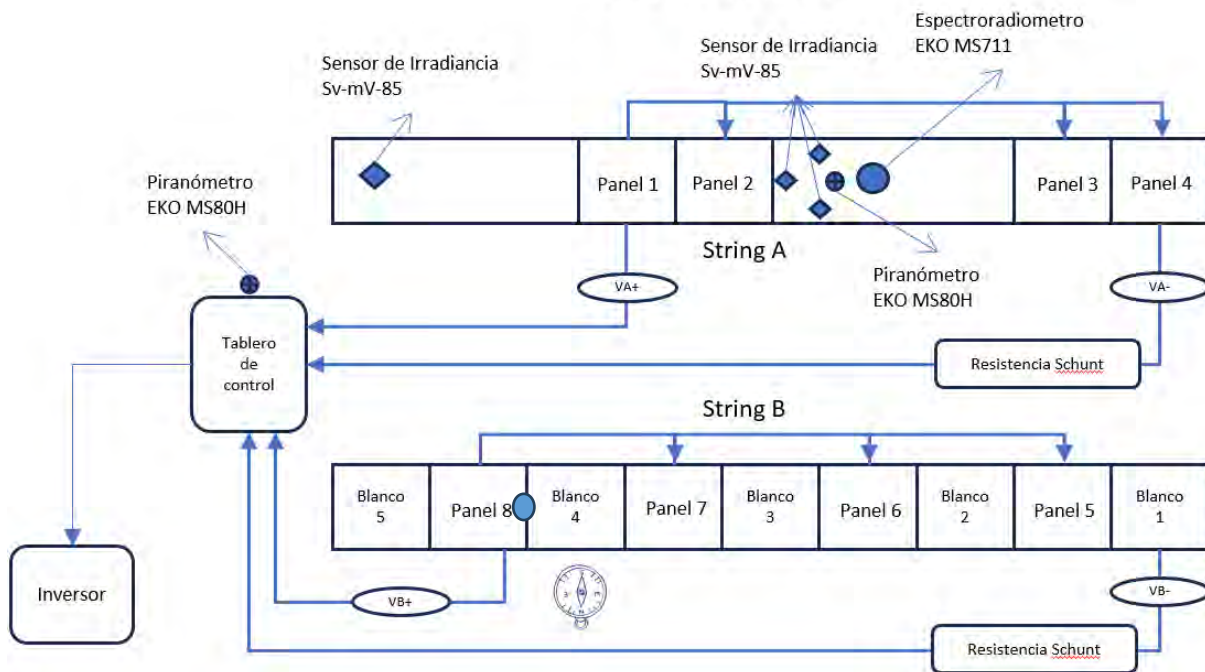 Espectroradiometro
EKO MS711
Sensor de Irradiancia
Sv-mV-85
Sensor de Irradiancia
Sv-mV-85
Piranómetro
EKO MS80H
Panel 1
Panel 2
Panel 3
Panel 4
String A
Piranómetro
EKO MS80H
VA+
VA-
Tablero
de
control
Resistencia Schunt
String B
Blanco
5
Panel 8
Blanco
4
Panel 7
Blanco
3
Panel 6
Blanco
2
Panel 5
Blanco
1
Inversor
VB+
VB-
Resistencia Schunt